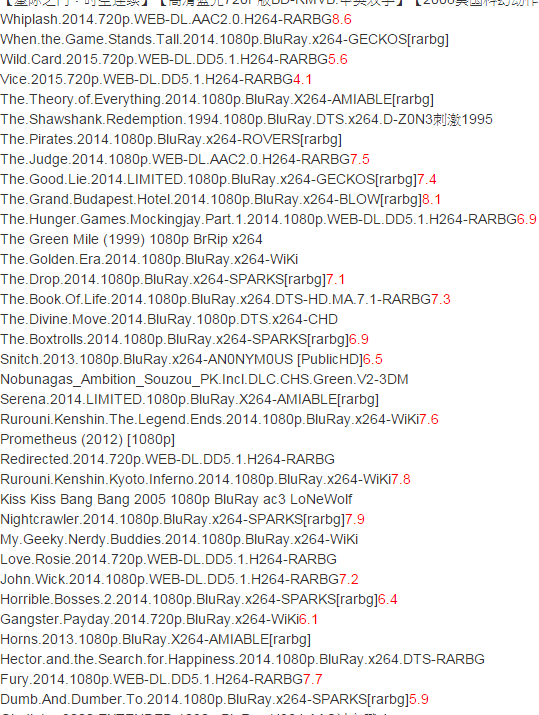 Whiplash.2014.720p.WEB-DL.AAC2.0.H264-RARBG8.6
When.the.Game.Stands.Tall.2014.1080p.BluRay.x264-GECKOS[rarbg]
Wild.Card.2015.720p.WEB-DL.DD5.1.H264-RARBG5.6
Vice.2015.720p.WEB-DL.DD5.1.H264-RARBG4.1
The.Theory.of.Everything.2014.1080p.BluRay.X264-AMIABLE[rarbg]
The.Shawshank.Redemption.1994.1080p.BluRay.DTS.x264.D-Z0N3刺激1995
The.Pirates.2014.1080p.BluRay.x264-ROVERS[rarbg]
The.Judge.2014.1080p.WEB-DL.AAC2.0.H264-RARBG7.5
The.Good.Lie.2014.LIMITED.1080p.BluRay.x264-GECKOS[rarbg]7.4
The.Grand.Budapest.Hotel.2014.1080p.BluRay.x264-BLOW[rarbg]8.1
The.Hunger.Games.Mockingjay.Part.1.2014.1080p.WEB-DL.DD5.1.H264-RARBG6.9
The Green Mile (1999) 1080p BrRip x264
The.Golden.Era.2014.1080p.BluRay.x264-WiKi
The.Drop.2014.1080p.BluRay.x264-SPARKS[rarbg]7.1
The.Book.Of.Life.2014.1080p.BluRay.x264.DTS-HD.MA.7.1-RARBG7.3
The.Divine.Move.2014.BluRay.1080p.DTS.x264-CHD
The.Boxtrolls.2014.1080p.BluRay.x264-SPARKS[rarbg]6.9
Snitch.2013.1080p.BluRay.x264-AN0NYM0US [PublicHD]6.5
Nobunagas_Ambition_Souzou_PK.Incl.DLC.CHS.Green.V2-3DM
Serena.2014.LIMITED.1080p.BluRay.X264-AMIABLE[rarbg]
Rurouni.Kenshin.The.Legend.Ends.2014.1080p.BluRay.x264-WiKi7.6
Prometheus (2012) [1080p]
Redirected.2014.720p.WEB-DL.DD5.1.H264-RARBG
Rurouni.Kenshin.Kyoto.Inferno.2014.1080p.BluRay.x264-WiKi7.8
Kiss Kiss Bang Bang 2005 1080p BluRay ac3 LoNeWolf
Nightcrawler.2014.1080p.BluRay.x264-SPARKS[rarbg]7.9
My.Geeky.Nerdy.Buddies.2014.1080p.BluRay.x264-WiKi
Love.Rosie.2014.720p.WEB-DL.DD5.1.H264-RARBG
John.Wick.2014.1080p.WEB-DL.DD5.1.H264-RARBG7.2
Horrible.Bosses.2.2014.1080p.BluRay.x264-SPARKS[rarbg]6.4
Gangster.Payday.2014.720p.BluRay.x264-WiKi6.1
Horns.2013.1080p.BluRay.X264-AMIABLE[rarbg]
Hector.and.the.Search.for.Happiness.2014.1080p.BluRay.x264.DTS-RARBG
Fury.2014.1080p.WEB-DL.DD5.1.H264-RARBG7.7
Dumb.And.Dumber.To.2014.1080p.BluRay.x264-SPARKS[rarbg]5.9